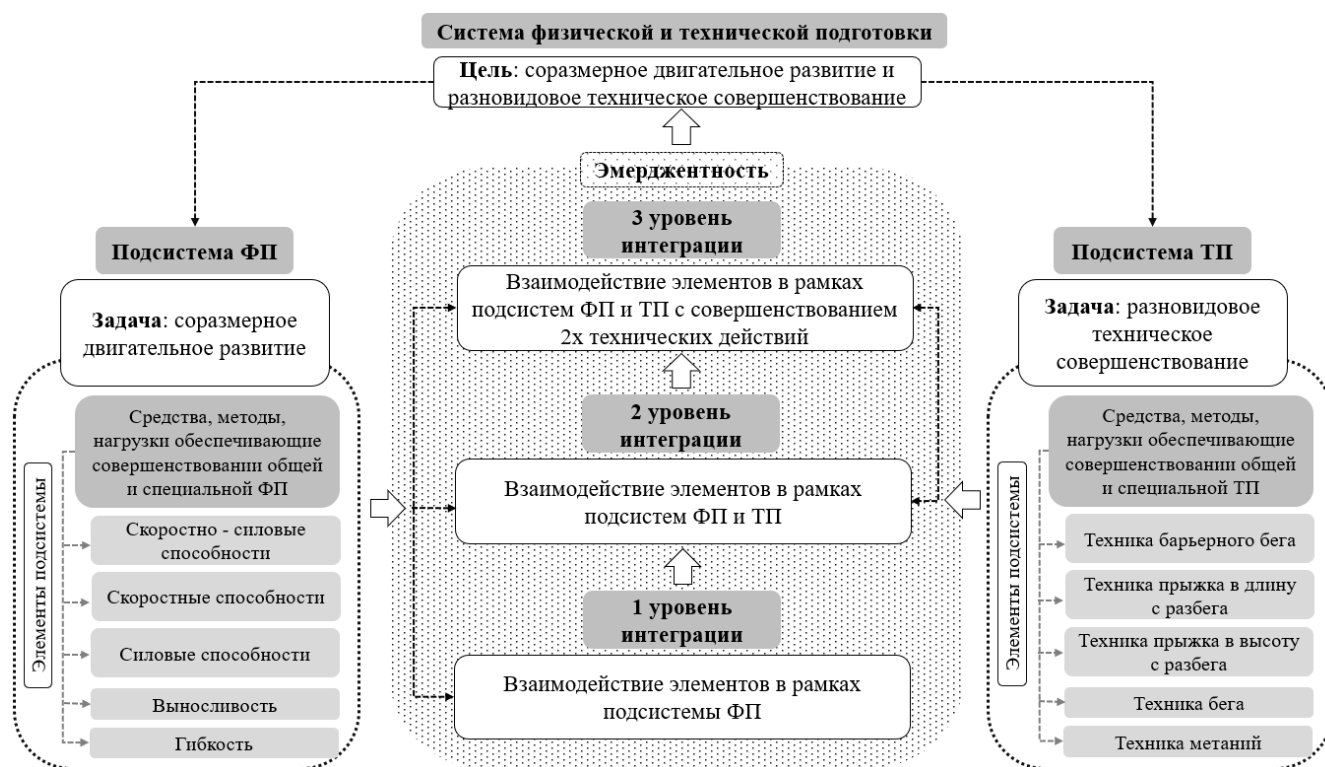 Система физической и технической подготовки
Цель: соразмерное двигательное развитие и
разновидовое техническое совершенствование
Эмерджентность
3 уровень
интеграции
Взаимодействие элементов в рамках
подсистем ФП и ТП с совершенствованием
2х технических действий
2 уровень
интеграции
Взаимодействие элементов в рамках
подсистем ФП и ТП
1 уровень
интеграции
Взаимодействие элементов в рамках
подсистемы ФП
Подсистема ФП
Задача: соразмерное
двигательное развитие
Средства, методы,
нагрузки обеспечивающие
совершенствовании общей
и специальной ФП
Элементы подсистемы
Скоростно - силовые
способности
Скоростные способности
Силовые способности
Выносливость
Гибкость
Подсистема ТП
Задача: разновидовое
техническое
совершенствование
Средства, методы,
нагрузки обеспечивающие
совершенствовании общей
и специальной ТП
Элементы подсистемы
Техника барьерного бега
Техника прыжка в длину
с разбега
Техника прыжка в высоту
с разбега
Техника бега
Техника метаний